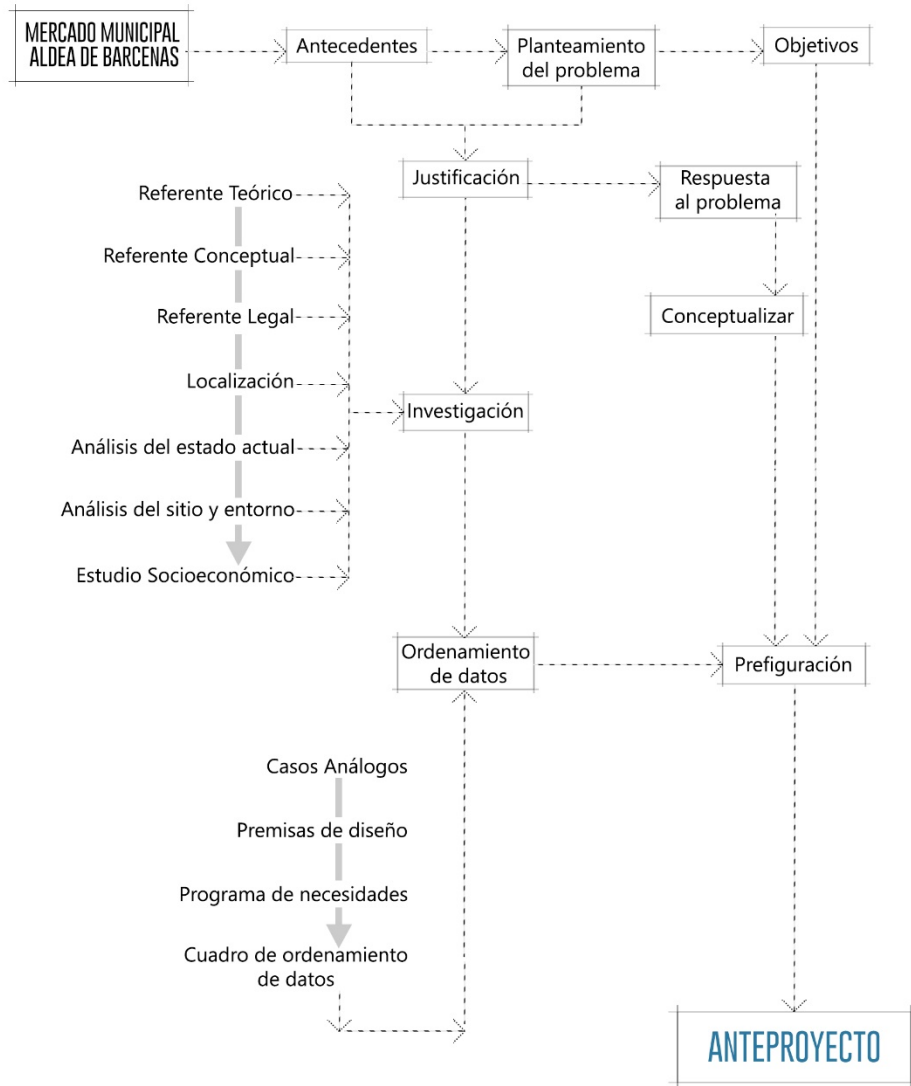 MERCADO MUNICIPAL
ALDEA DE BARCENAS
Antecedentes
Planteamiento
del problema
Objetivos
Justificación
Respuesta
al problema
Referente Teórico
Referente Conceptual
Referente Legal
Conceptualizar
Localización
Investigación
Análisis del estado actual
Análisis del sitio y entorno
Estudio Socioeconómico
Ordenamiento
de datos
Prefiguración
Casos Análogos
Premisas de diseño
Programa de necesidades
Cuadro de ordenamiento
de datos
ANTEPROYECTO